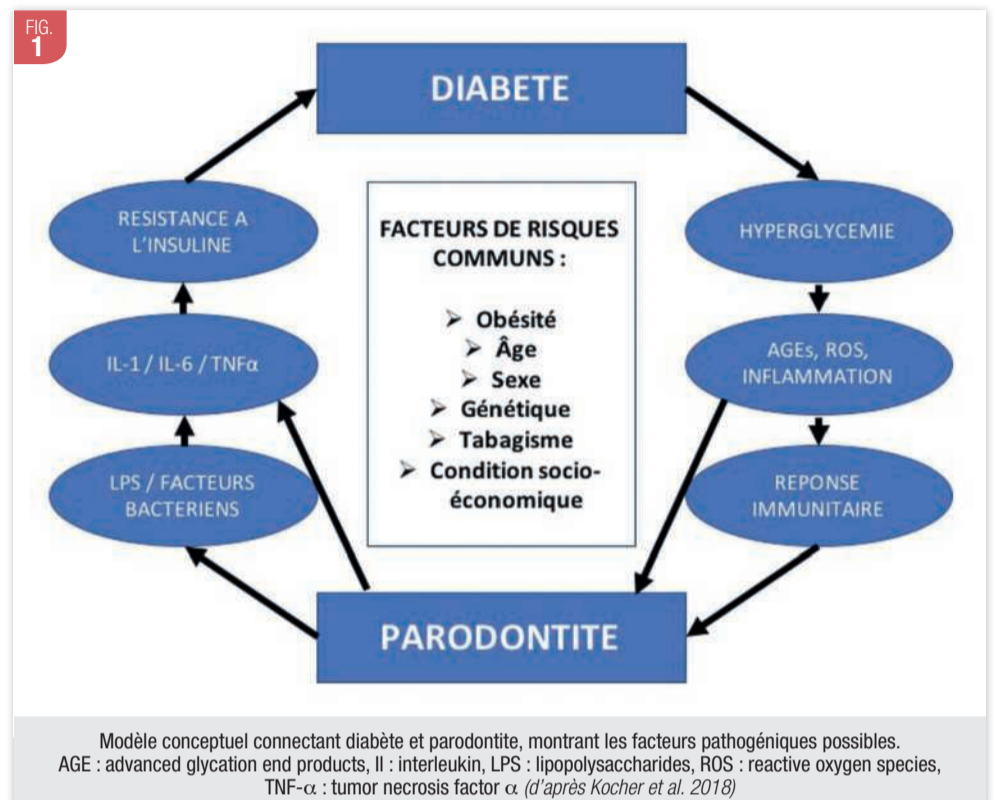 FIG.
1
DIABETE
RESISTANCE A
L'INSULINE
HYPERGLYCEMIE
FACTEURS DE RISQUES
COMMUNS :
➢ Obésité
➢ Âge
➢ Sexe
➢ Génétique
➢ Tabagisme
➢ Condition socio-
économique
IL-1 / IL-6 / TNFα
AGEs, ROS,
INFLAMMATION
LPS / FACTEURS
BACTERIENS
REPONSE
IMMUNITAIRE
PARODONTITE
Modèle conceptuel connectant diabète et parodontite, montrant les facteurs pathogéniques possibles.
AGE : advanced glycation end products, Il : interleukin, LPS : lipopolysaccharides, ROS : reactive oxygen species,
TNF-α : tumor necrosis factor α (d'après Kocher et al. 2018)